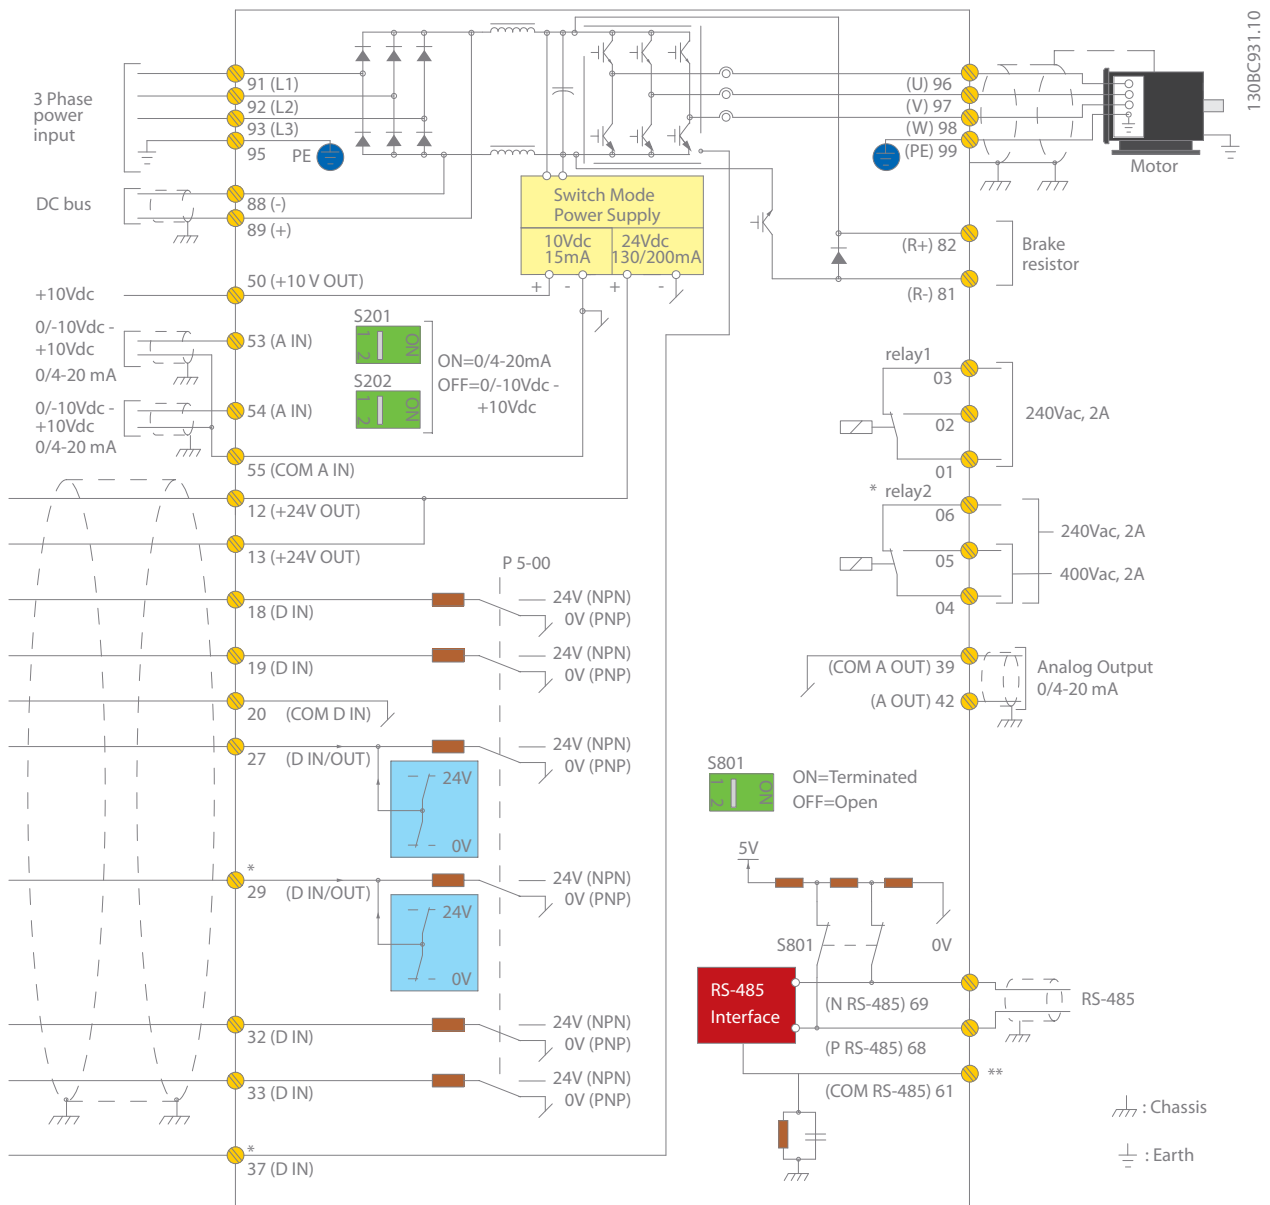 130BC931.10
3 Phase
power
input
91 (L1)
92 (L2)
93 (L3)
95
PE
DC bus
88 (-)
89 (+)
50 (+10 V OUT)
+10Vdc
0/-10Vdc -
+10Vdc
0/4-20 mA
53 (A IN)
0/-10Vdc -
+10Vdc
0/4-20 mA
54 (A IN)
55 (COM A IN)
12 (+24V OUT)
13 (+24V OUT)
18 (D IN)
19 (D IN)
20 (COM D IN)
27 (D IN/OUT)
24V
0V
*
29 (D IN/OUT)
24V
0V
32 (D IN)
33 (D IN)
*
37 (D IN)
S201
1 2 ON
S202
1 2 ON
ON=0/4-20mA
OFF=0/-10Vdc -
+10Vdc
Switch Mode
Power Supply
10Vdc
15mA
24Vdc
130/200mA
+ - + -
P 5-00
24V (NPN)
0V (PNP)
24V (NPN)
0V (PNP)
24V (NPN)
0V (PNP)
24V (NPN)
0V (PNP)
24V (NPN)
0V (PNP)
24V (NPN)
0V (PNP)
(U) 96
(V) 97
(W) 98
(PE) 99
Motor
(R+) 82
(R-) 81
Brake
resistor
relay1
03
02
01
240Vac, 2A
* relay2
06
05
04
240Vac, 2A
400Vac, 2A
(COM A OUT) 39
(A OUT) 42
Analog Output
0/4-20 mA
S801
1 2 ON
ON=Terminated
OFF=Open
5V
S801
0V
RS-485
Interface
(N RS-485) 69
(P RS-485) 68
(COM RS-485) 61
RS-485
**
: Chassis
: Earth